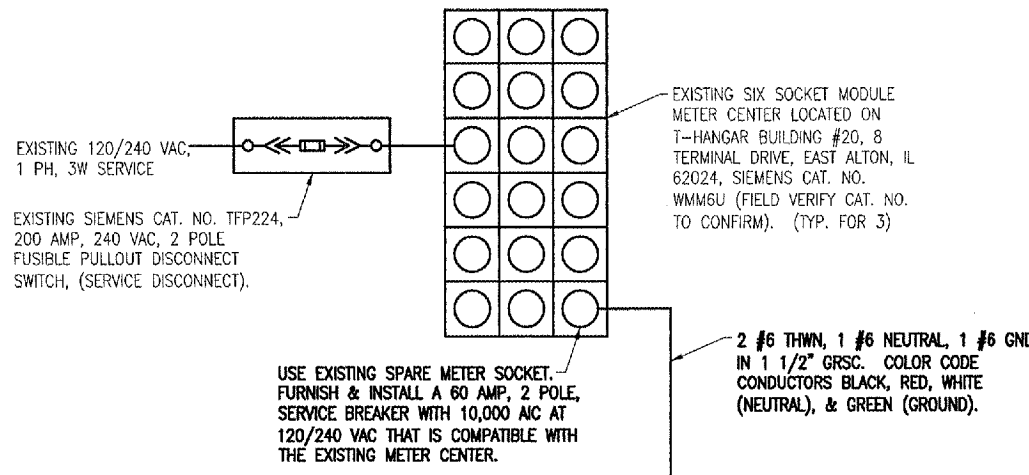 EXISTING SIX SOCKET MODULE
METER CENTER LOCATED ON
T-HANGAR BUILDING #20, 8
TERMINAL DRIVE, EAST ALTON, IL
62024, SIEMENS CAT. NO.
WMM6U (FIELD VERIFY CAT. NO.
TO CONFIRM). (TYP. FOR 3)
EXISTING 120/240 VAC,
1 PH, 3W SERVICE
EXISTING SIEMENS CAT. NO. TFP224,
200 AMP, 240 VAC, 2 POLE
FUSIBLE PULLOUT DISCONNECT
SWITCH, (SERVICE DISCONNECT).
2 #6 THWN, 1 #6 NEUTRAL, 1 #6 GND
IN 1 1/2" GRSC. COLOR CODE
CONDUCTORS BLACK, RED, WHITE
(NEUTRAL), & GREEN (GROUND).
USE EXISTING SPARE METER SOCKET.
FURNISH & INSTALL A 60 AMP, 2 POLE,
SERVICE BREAKER WITH 10,000 AIC AT
120/240 VAC THAT IS COMPATIBLE WITH
THE EXISTING METER CENTER.